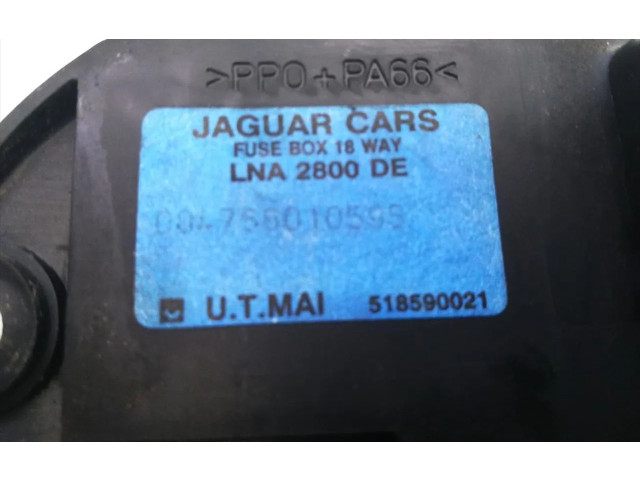 >PPO+PA66<
JAGUAR CARS
FUSE BOX 18 WAY
LNA 2800 DE
U.T.MAI 518590021